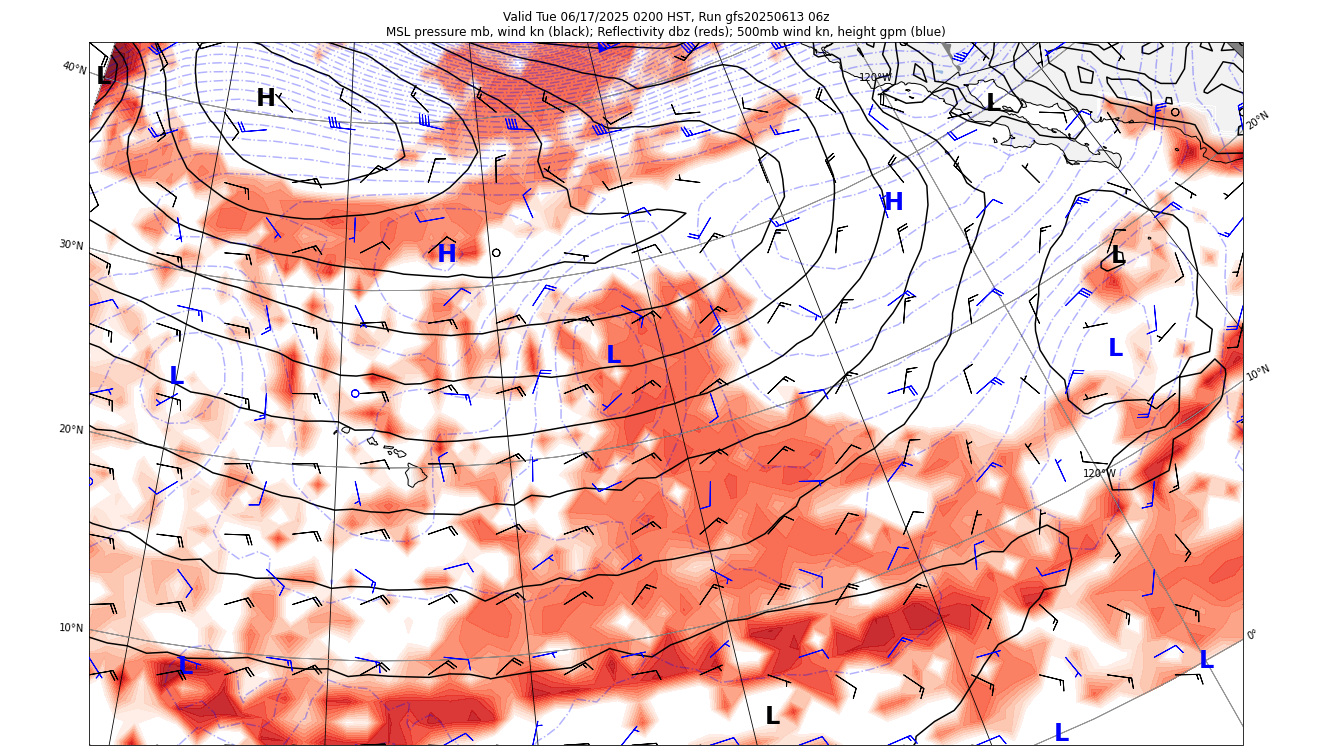 Valid Tue 06/17/2025 0200 HST, Run gfs20250613 06z
MSL pressure mb, wind kn (black); Reflectivity dbz (reds); 500mb wind kn, height gpm (blue)
40°N
L
H
120°W
L
20°N
H
30°N
H
L
L
L
L
10°N
20°N
120°W
10°N
0°
L
L
L
L